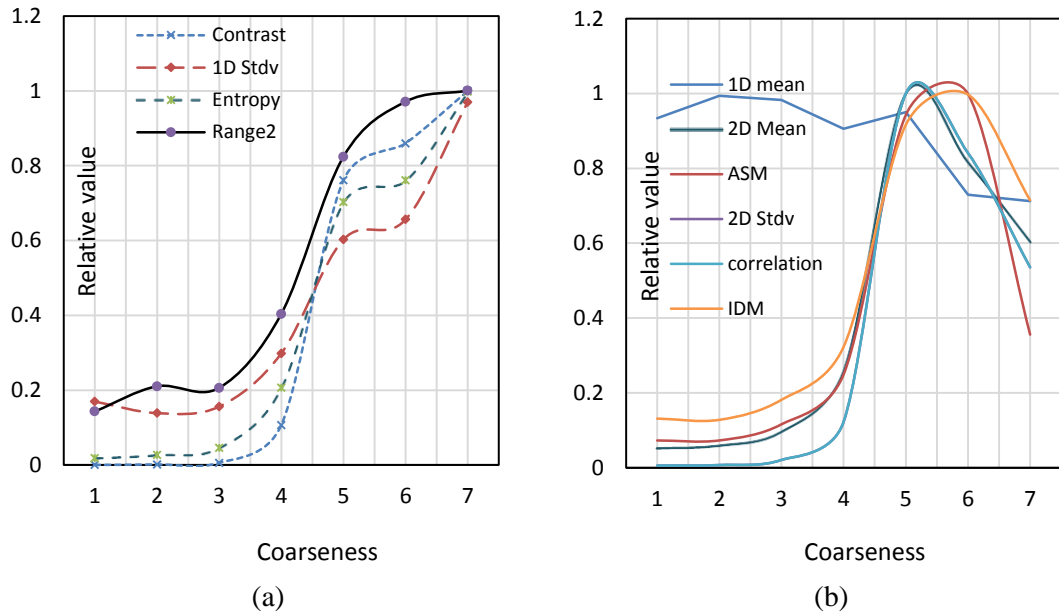 1.2
1
0.8
0.6
0.4
0.2
0
Relative value
Contrast
1D Stdv
Entropy
Range2
1 2 3 4 5 6 7
Coarseness
(a)
1.2
1
0.8
0.6
0.4
0.2
0
Relative value
1D mean
2D Mean
ASM
2D Stdv
correlation
IDM
1 2 3 4 5 6 7
Coarseness
(b)